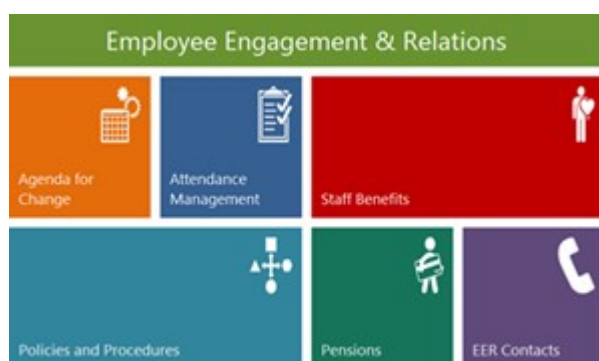 Employee Engagement & Relations
Agenda for
Change
Attendance
Management
Staff Benefits
Policies and Procedures
Pensions
EER Contacts